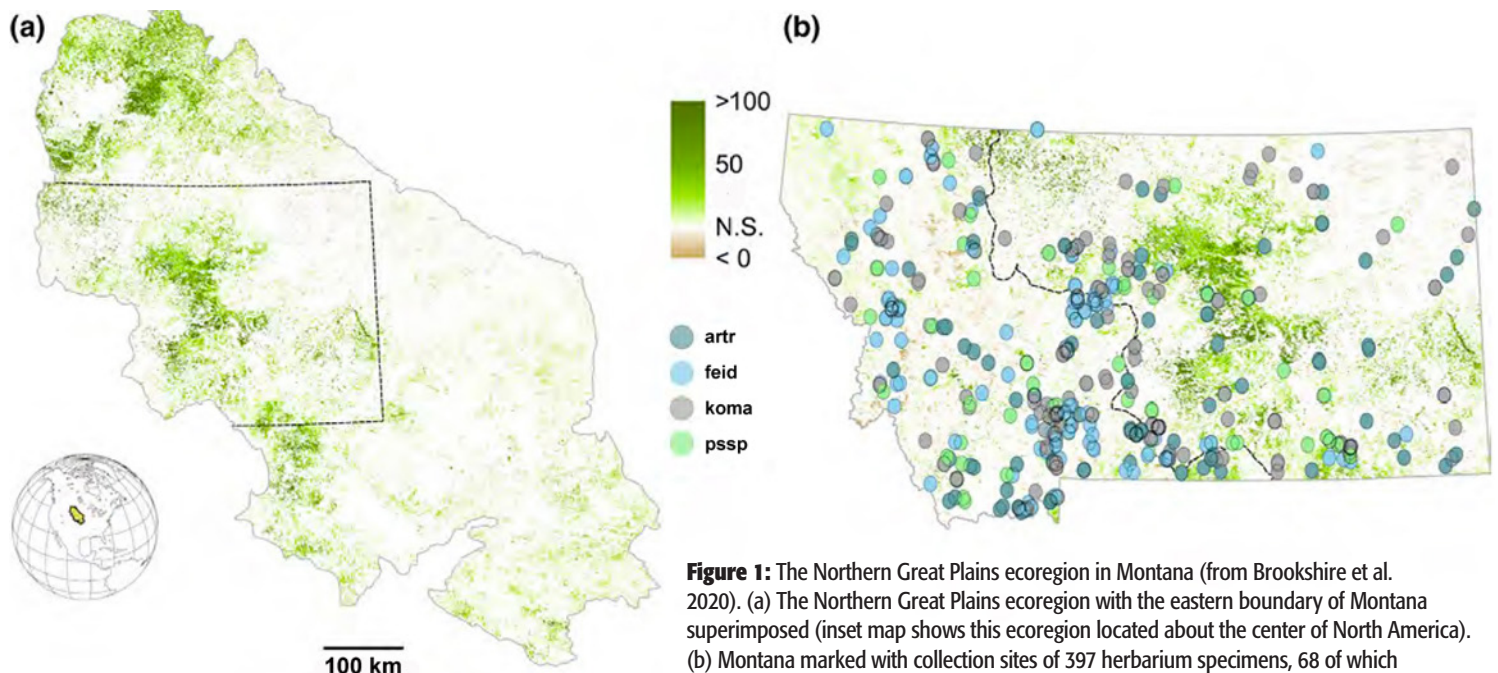 (a)
(b)
>100
50
N.S.
< 0
artr
feid
koma
pssp
100 km
Figure 1: The Northern Great Plains ecoregion in Montana (from Brookshire et al.
2020). (a) The Northern Great Plains ecoregion with the eastern boundary of Montana
superimposed (inset map shows this ecoregion located about the center of North America).
(b) Montana marked with collection sites of 397 herbarium specimens, 68 of which